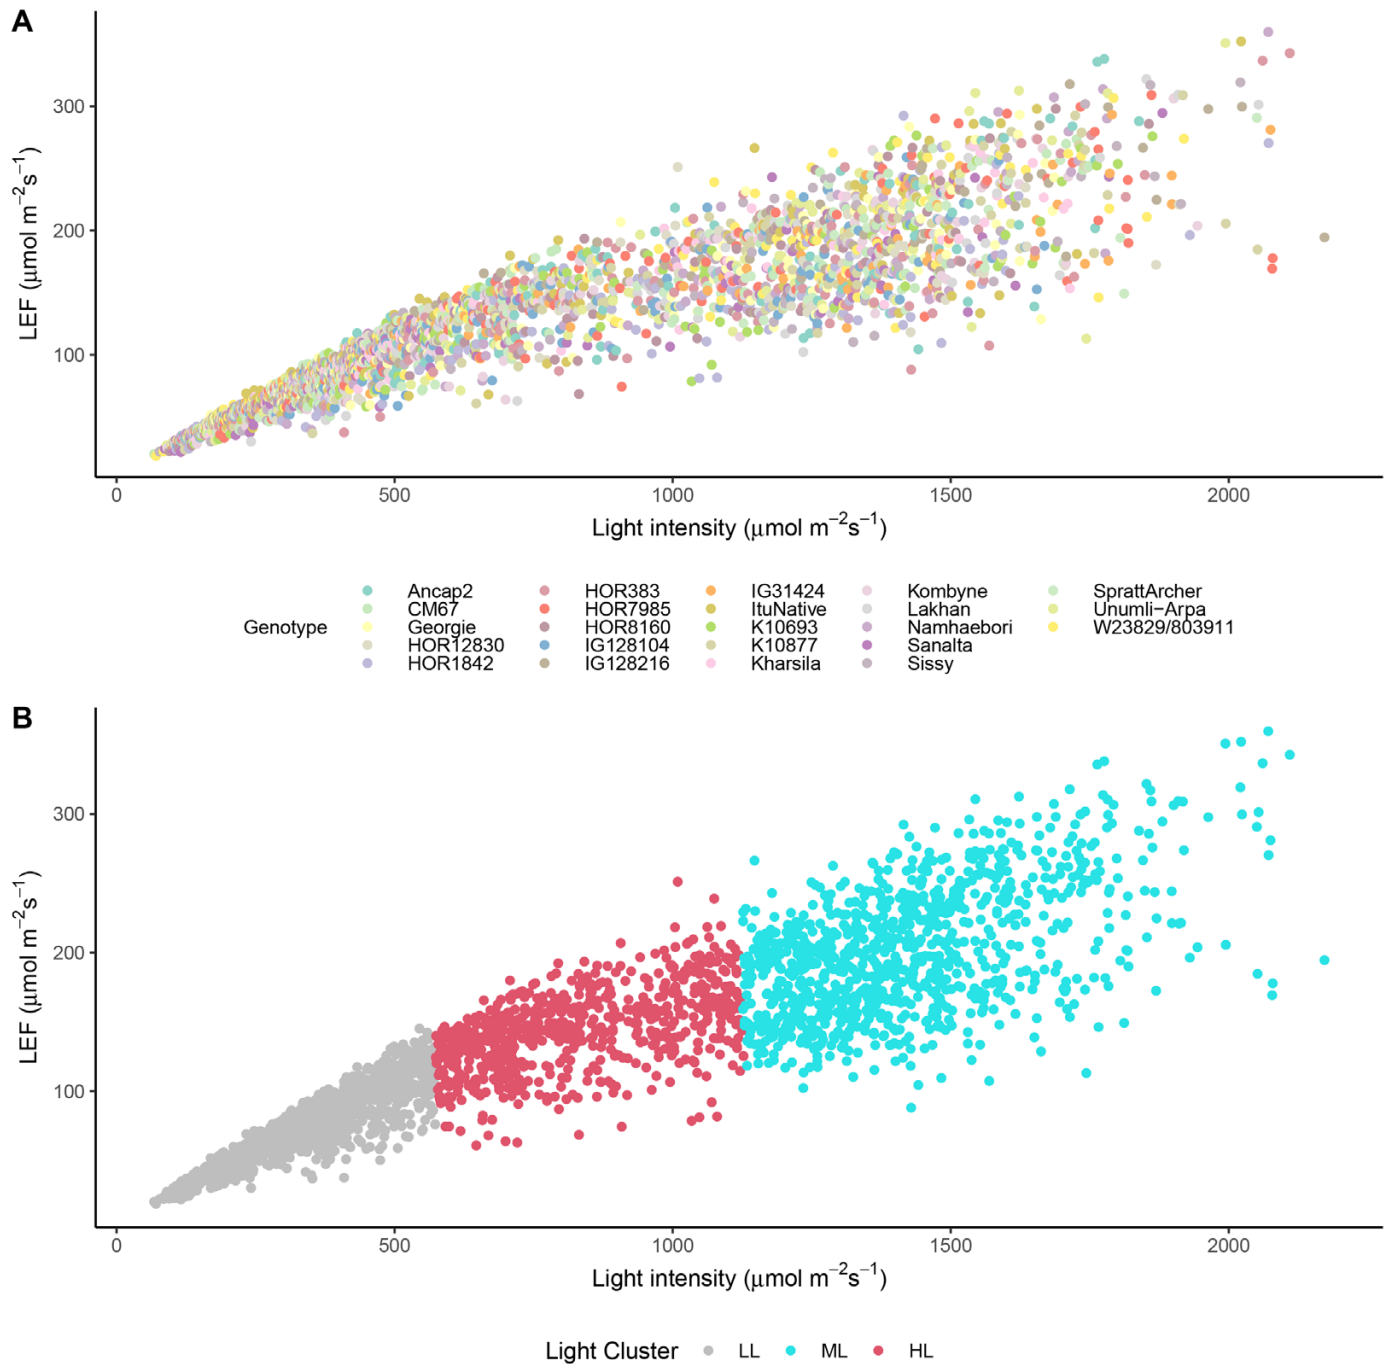 A
300
200
100
LEF (μmol m⁻²s⁻¹)
0 500 1000 1500 2000
Light intensity (μmol m⁻²s⁻¹)
Genotype
Ancap2 HOR383 IG31424 Kombyne SprattArcher
CM67 HOR7985 ItuNative Lakhan Unumli−Arpa
Georgie HOR8160 K10693 Namhaebori W23829/803911
HOR12830 IG128104 K10877 Sanalta
HOR1842 IG128216 Kharsila Sissy
B
300
200
100
LEF (μmol m⁻²s⁻¹)
0 500 1000 1500 2000
Light intensity (μmol m⁻²s⁻¹)
Light Cluster LL ML HL